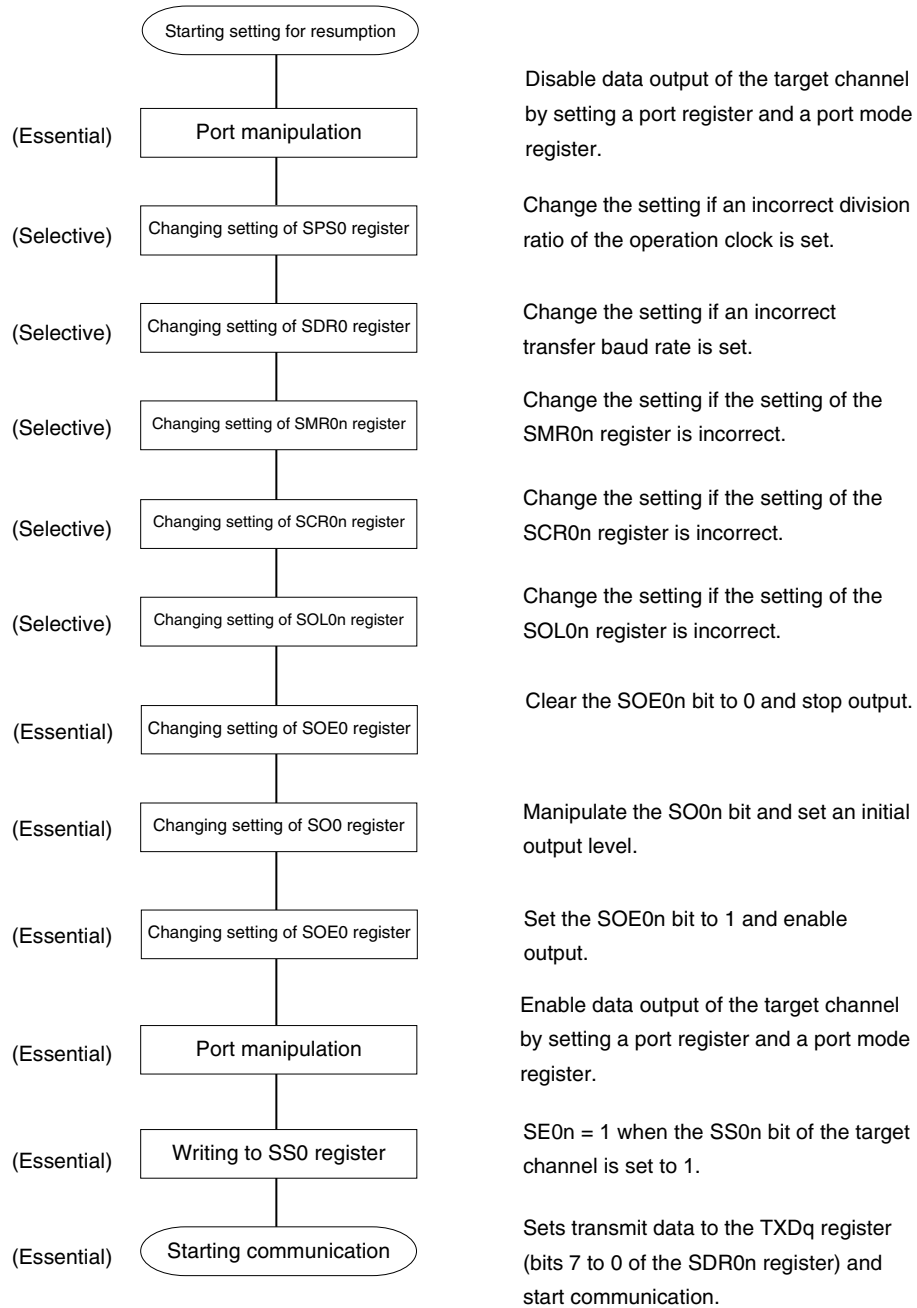 Starting setting for resumption
Disable data output of the target channel
by setting a port register and a port mode
register.
(Essential)
Port manipulation
(Selective)
Changing setting of SPS0 register
Change the setting if an incorrect division
ratio of the operation clock is set.
(Selective)
Changing setting of SDR0 register
Change the setting if an incorrect
transfer baud rate is set.
(Selective)
Changing setting of SMR0n register
Change the setting if the setting of the
SMR0n register is incorrect.
(Selective)
Changing setting of SCR0n register
Change the setting if the setting of the
SCR0n register is incorrect.
(Selective)
Changing setting of SOL0n register
Change the setting if the setting of the
SOL0n register is incorrect.
(Essential)
Changing setting of SOE0 register
Clear the SOE0n bit to 0 and stop output.
(Essential)
Changing setting of SO0 register
Manipulate the SO0n bit and set an initial
output level.
(Essential)
Changing setting of SOE0 register
Set the SOE0n bit to 1 and enable
output.
(Essential)
Port manipulation
Enable data output of the target channel
by setting a port register and a port mode
register.
(Essential)
Writing to SS0 register
SE0n = 1 when the SS0n bit of the target
channel is set to 1.
(Essential)
Starting communication
Sets transmit data to the TXDq register
(bits 7 to 0 of the SDR0n register) and
start communication.